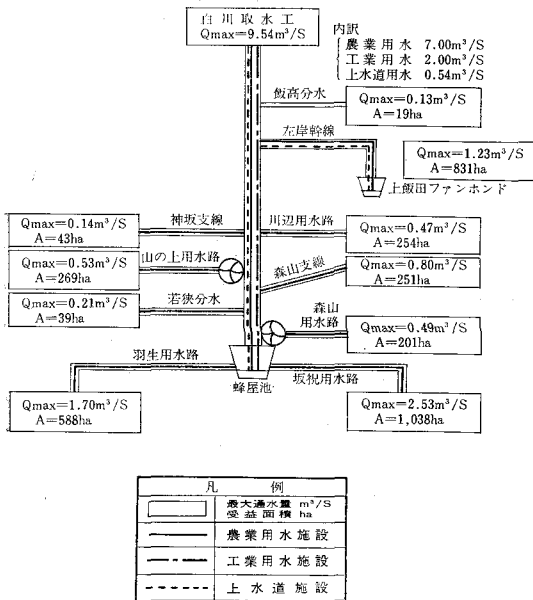 白川取水工
Qmax=9.54m³/S
内訳
農業用水 7.00m³/S
工業用水 2.00m³/S
上水道用水 0.54m³/S
飯高分水
Qmax=0.13m³/S
A=19ha
左岸幹線
Qmax=1.23m³/S
A=831ha
上飯田ファンホンド
Qmax=0.14m³/S
A=43ha
神坂支線
川辺用水路
Qmax=0.47m³/S
A=254ha
Qmax=0.53m³/S
A=269ha
山の上用水路
森山支線
Qmax=0.80m³/S
A=251ha
Qmax=0.21m³/S
A=39ha
若狭分水
森山
用水路
Qmax=0.49m³/S
A=201ha
羽生用水路
蜂屋池
坂祝用水路
Qmax=1.70m³/S
A=588ha
Qmax=2.53m³/S
A=1,038ha
凡 例
最大通水量 m³/S
受益面積 ha
農業用水施設
工業用水施設
上水道施設